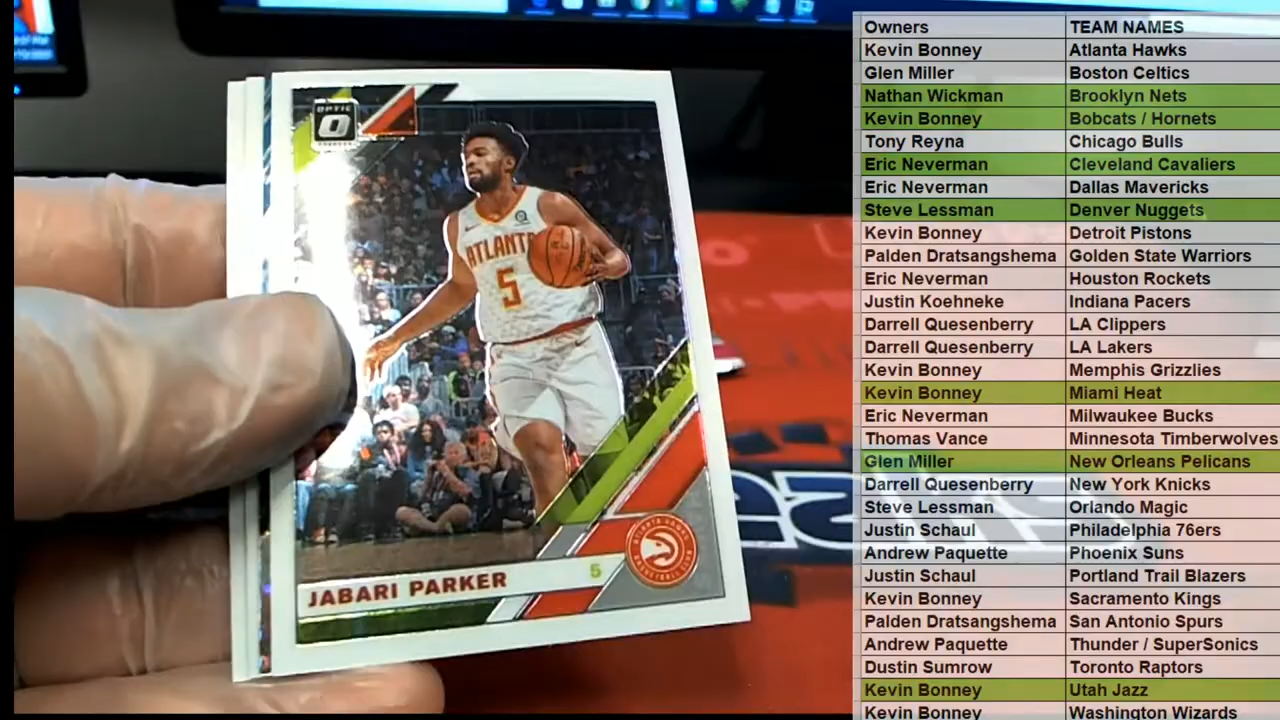 OPTIC
ATLANTA
5
JABARI PARKER 5
ATLANTA HAWKS
BASKETBALL CLUB
Owners TEAM NAMES
Kevin Bonney Atlanta Hawks
Glen Miller Boston Celtics
Nathan Wickman Brooklyn Nets
Kevin Bonney Bobcats / Hornets
Tony Reyna Chicago Bulls
Eric Neverman Cleveland Cavaliers
Eric Neverman Dallas Mavericks
Steve Lessman Denver Nuggets
Kevin Bonney Detroit Pistons
Palden Dratsangshema Golden State Warriors
Eric Neverman Houston Rockets
Justin Koehneke Indiana Pacers
Darrell Quesenberry LA Clippers
Darrell Quesenberry LA Lakers
Kevin Bonney Memphis Grizzlies
Kevin Bonney Miami Heat
Eric Neverman Milwaukee Bucks
Thomas Vance Minnesota Timberwolves
Glen Miller New Orleans Pelicans
Darrell Quesenberry New York Knicks
Steve Lessman Orlando Magic
Justin Schaul Philadelphia 76ers
Andrew Paquette Phoenix Suns
Justin Schaul Portland Trail Blazers
Kevin Bonney Sacramento Kings
Palden Dratsangshema San Antonio Spurs
Andrew Paquette Thunder / SuperSonics
Dustin Sumrow Toronto Raptors
Kevin Bonney Utah Jazz
Kevin Bonney Washington Wizards